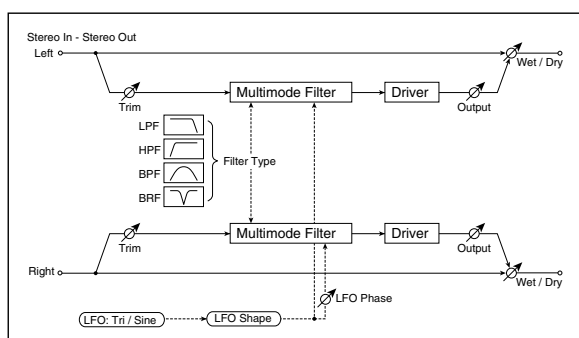 Stereo In - Stereo Out
Left
Wet / Dry
Trim
Multimode Filter
Driver
Output
LPF
HPF
BPF
BRF
Filter Type
Trim
Multimode Filter
Driver
Output
Right
Wet / Dry
LFO Phase
LFO: Tri / Sine
LFO Shape